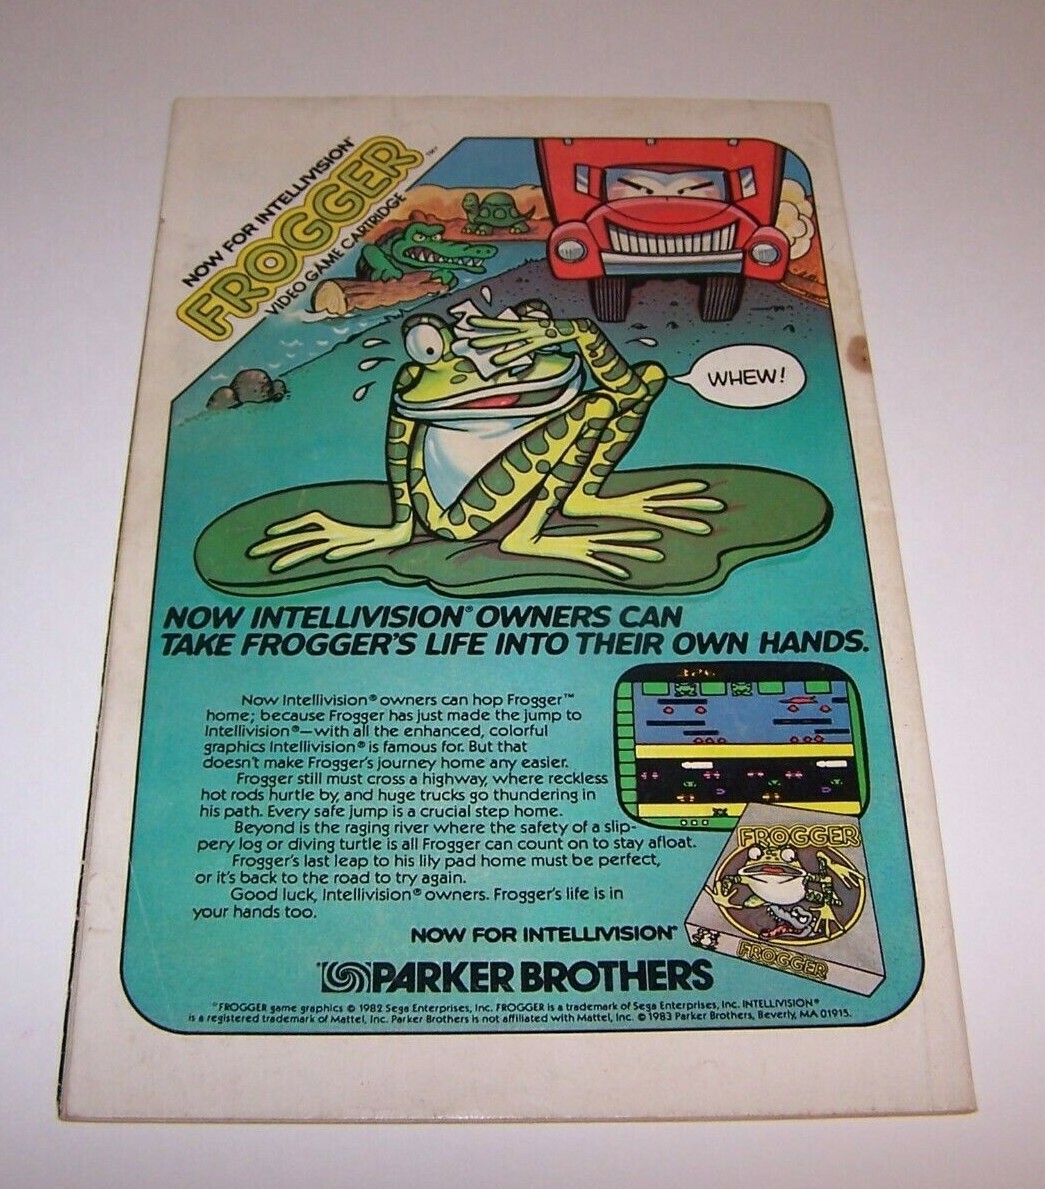 NOW FOR INTELLIVISION®
FROGGER™
VIDEO GAME CARTRIDGE
WHEW!
NOW INTELLIVISION® OWNERS CAN
TAKE FROGGER'S LIFE INTO THEIR OWN HANDS.
Now Intellivision® owners can hop Frogger™
home; because Frogger has just made the jump to
Intellivision®—with all the enhanced, colorful
graphics Intellivision® is famous for. But that
doesn't make Frogger's journey home any easier.
Frogger still must cross a highway, where reckless
hot rods hurtle by, and huge trucks go thundering in
his path. Every safe jump is a crucial step home.
Beyond is the raging river where the safety of a slip-
pery log or diving turtle is all Frogger can count on to stay afloat.
Frogger's last leap to his lily pad home must be perfect,
or it's back to the road to try again.
Good luck, Intellivision® owners. Frogger's life is in
your hands too.
326
FROGGER
FROGGER
NOW FOR INTELLIVISION®
PARKER BROTHERS
"FROGGER game graphics © 1982 Sega Enterprises, Inc. FROGGER is a trademark of Sega Enterprises, Inc. INTELLIVISION®
is a registered trademark of Mattel, Inc. Parker Brothers is not affiliated with Mattel, Inc. © 1983 Parker Brothers, Beverly, MA 01915.